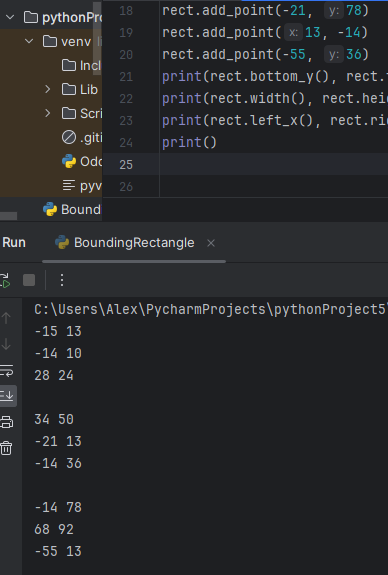 pythonPro
venv li
Incl
Lib
Scri
.giti
Odd
pyv
Bound
18 rect.add_point(-21, y: 78)
19 rect.add_point( x: 13, -14)
20 rect.add_point(-55, y: 36)
21 print(rect.bottom_y(), rect.t
22 print(rect.width(), rect.hei
23 print(rect.left_x(), rect.ri
24 print()
25
26
Run BoundingRectangle ×
C:\Users\Alex\PycharmProjects\pythonProject5
-15 13
-14 10
28 24
34 50
-21 13
-14 36
-14 78
68 92
-55 13